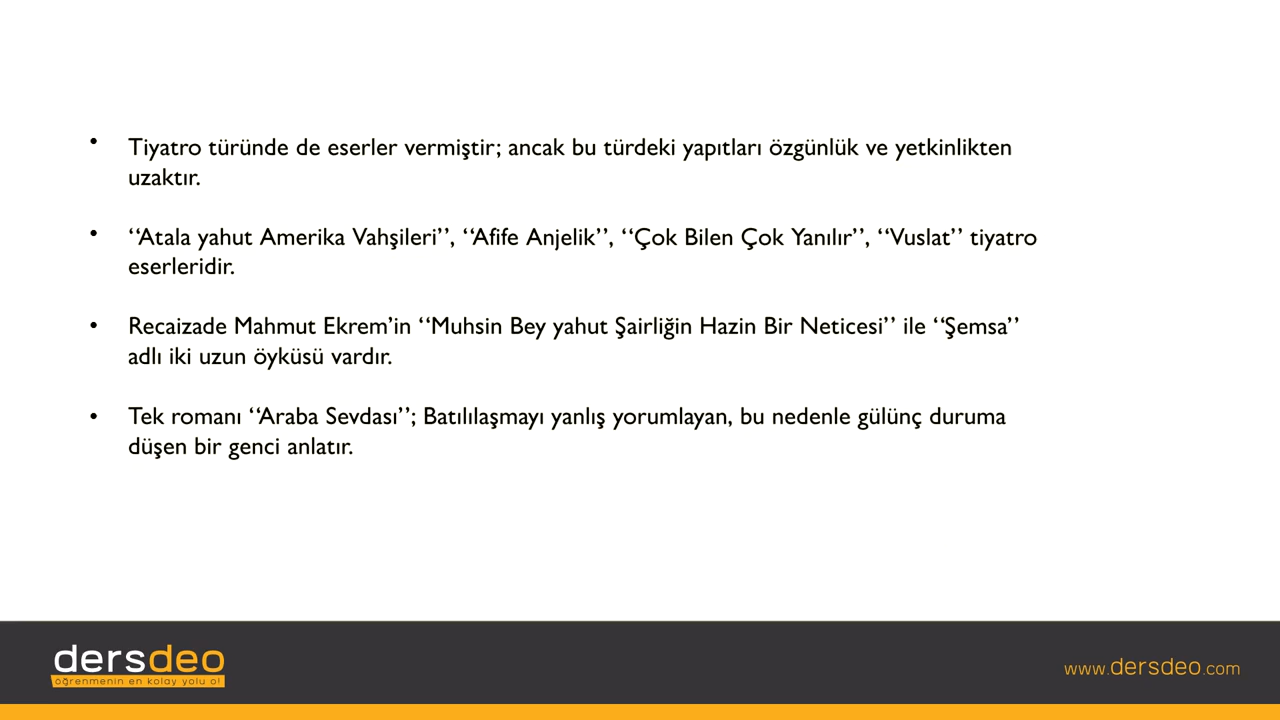 • Tiyatro türünde de eserler vermiştir; ancak bu türdeki yapıtları özgünlük ve yetkinlikten
uzaktır.
• ‘‘Atala yahut Amerika Vahşileri’’, ‘‘Afife Anjelik’’, ‘‘Çok Bilen Çok Yanılır’’, ‘‘Vuslat’’ tiyatro
eserleridir.
• Recaizade Mahmut Ekrem’in ‘‘Muhsin Bey yahut Şairliğin Hazin Bir Neticesi’’ ile ‘‘Şemsa’’
adlı iki uzun öyküsü vardır.
• Tek romanı ‘‘Araba Sevdası’’; Batılılaşmayı yanlış yorumlayan, bu nedenle gülünç duruma
düşen bir genci anlatır.
dersdeo
öğrenmenin en kolay yolu o!
www.dersdeo.com